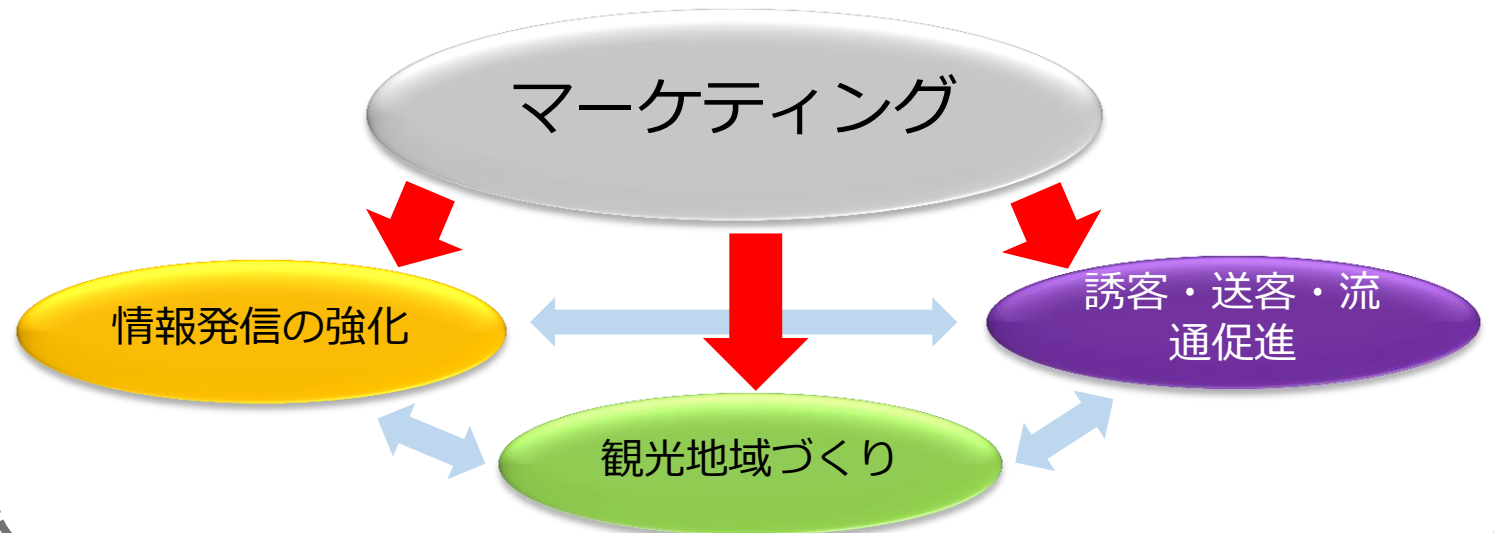 マーケティング
情報発信の強化
誘客・送客・流
通促進
観光地域づくり